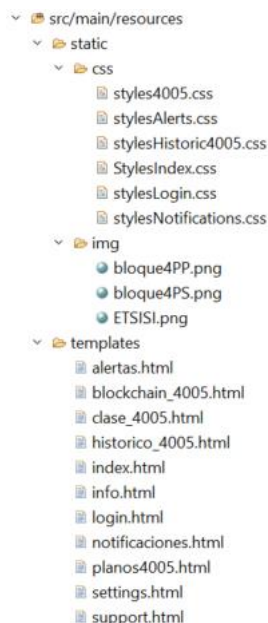 src/main/resources
static
css
styles4005.css
stylesAlerts.css
stylesHistoric4005.css
StylesIndex.css
stylesLogin.css
stylesNotifications.css
img
bloque4PP.png
bloque4PS.png
ETSISI.png
templates
alertas.html
blockchain_4005.html
clase_4005.html
historico_4005.html
index.html
info.html
login.html
notificaciones.html
planos4005.html
settings.html
support.html